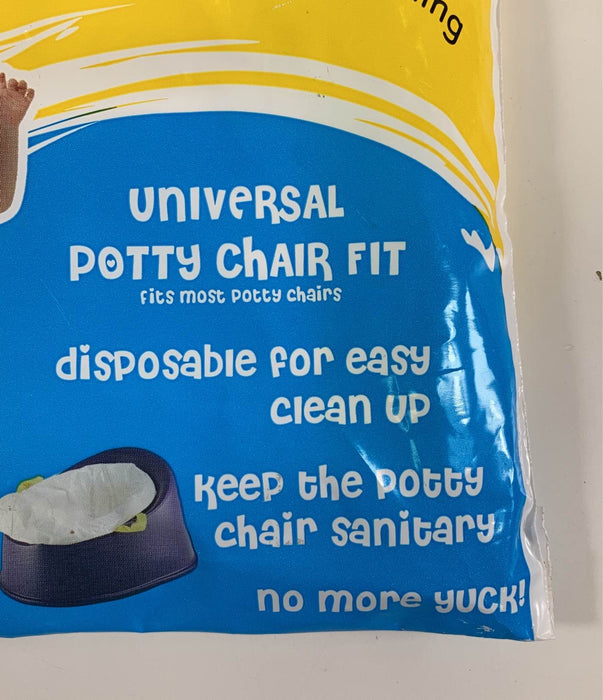 UNIVERSAL
POTTY CHAIR FIT
fits most potty chairs
disposable for easy
clean up
keep the potty
chair sanitary
no more yuck!